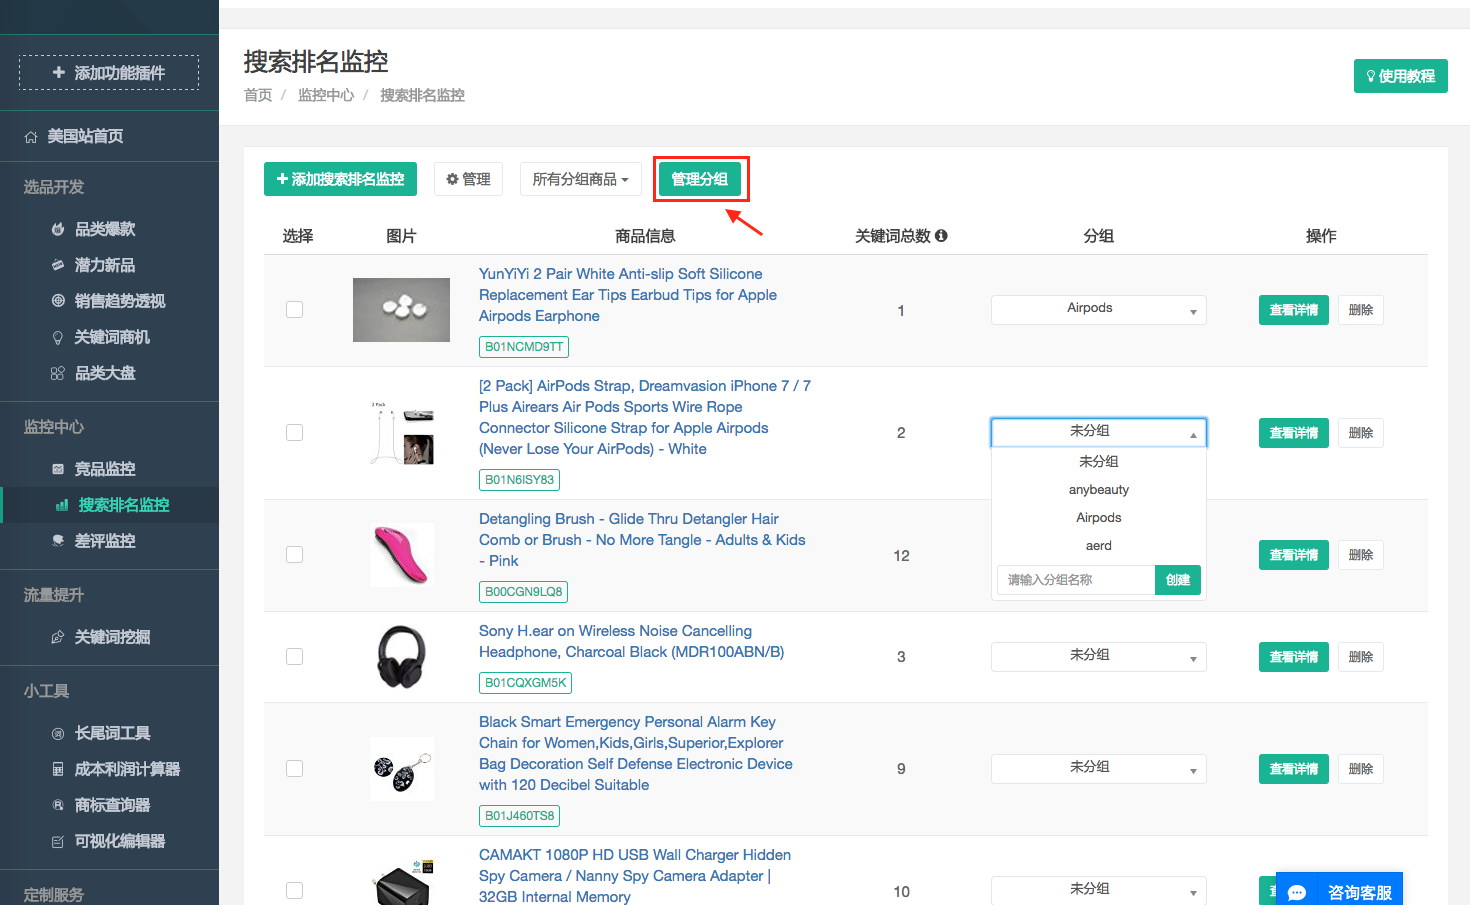 添加功能插件
美国站首页
选品开发
品类爆款
潜力新品
销售趋势透视
关键词商机
品类大盘
监控中心
竞品监控
搜索排名监控
差评监控
流量提升
关键词挖掘
小工具
长尾词工具
成本利润计算器
商标查询器
可视化编辑器
定制服务
搜索排名监控
首页 / 监控中心 / 搜索排名监控
使用教程
+ 添加搜索排名监控 管理 所有分组商品 管理分组
选择 图片 商品信息 关键词总数 分组 操作
YunYiYi 2 Pair White Anti-slip Soft Silicone
Replacement Ear Tips Earbud Tips for Apple
Airpods Earphone
B01NCMD9TT
1
Airpods
查看详情 删除
2 Pack
[2 Pack] AirPods Strap, Dreamvasion iPhone 7 / 7
Plus Airears Air Pods Sports Wire Rope
Connector Silicone Strap for Apple Airpods
(Never Lose Your AirPods) - White
B01N6ISY83
2
未分组
未分组
anybeauty
Airpods
aerd
请输入分组名称 创建
查看详情 删除
Detangling Brush - Glide Thru Detangler Hair
Comb or Brush - No More Tangle - Adults & Kids
- Pink
B00CGN9LQ8
12
查看详情 删除
Sony H.ear on Wireless Noise Cancelling
Headphone, Charcoal Black (MDR100ABN/B)
B01CQXGM5K
3
未分组
查看详情 删除
Black Smart Emergency Personal Alarm Key
Chain for Women,Kids,Girls,Superior,Explorer
Bag Decoration Self Defense Electronic Device
with 120 Decibel Suitable
B01J460TS8
9
未分组
查看详情 删除
CAMAKT 1080P HD USB Wall Charger Hidden
Spy Camera / Nanny Spy Camera Adapter |
32GB Internal Memory
10
未分组
咨询客服